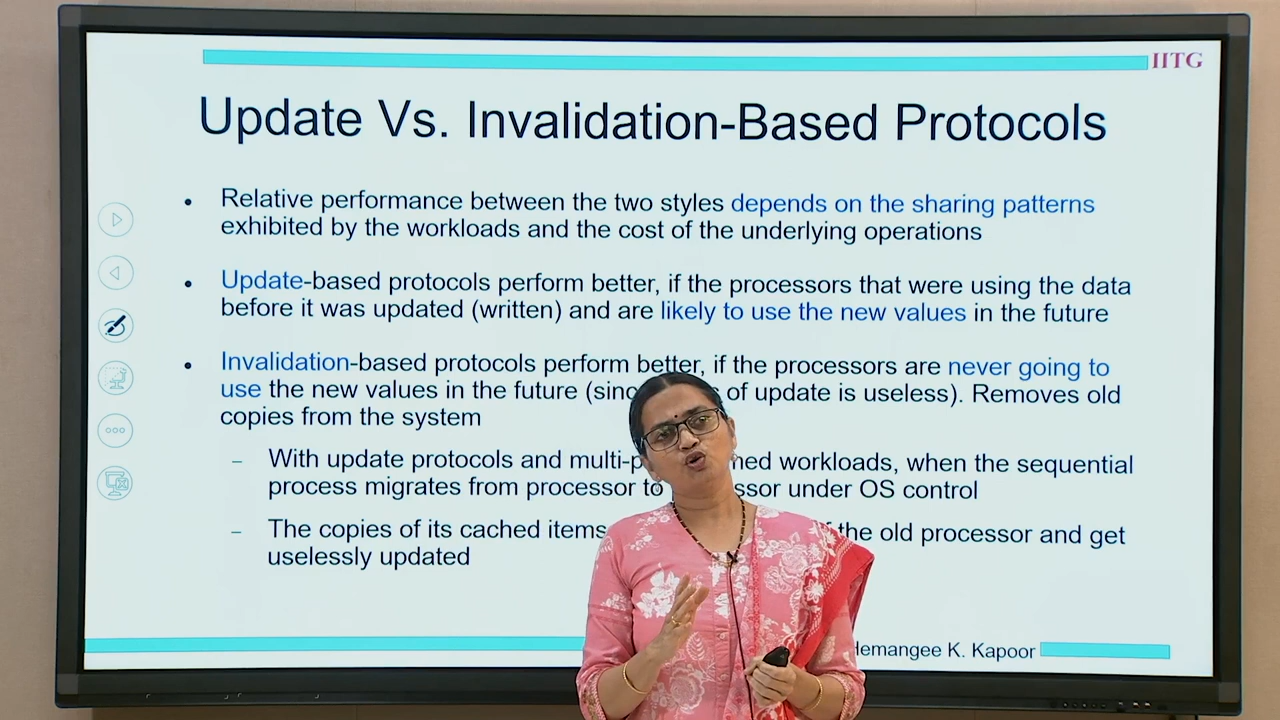 IITG
Update Vs. Invalidation-Based Protocols
• Relative performance between the two styles depends on the sharing patterns
exhibited by the workloads and the cost of the underlying operations
• Update-based protocols perform better, if the processors that were using the data
before it was updated (written) and are likely to use the new values in the future
• Invalidation-based protocols perform better, if the processors are never going to
use the new values in the future (since of update is useless). Removes old
copies from the system
– With update protocols and workloads, when the sequential
process migrates from processor to under OS control
– The copies of its cached items the old processor and get
uselessly updated
Hemangee K. Kapoor